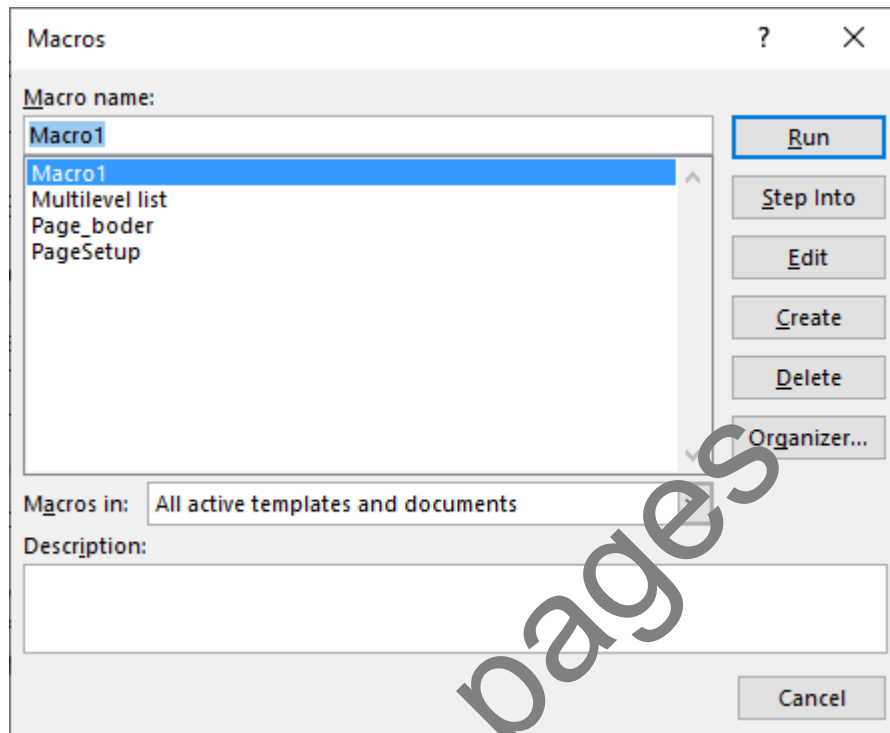 Macros ?
Macro name:
Macro1
Macro1
Multilevel list
Page_boder
PageSetup
Run
Step Into
Edit
Create
Delete
Organizer...
Macros in: All active templates and documents
Description:
Cancel
pages